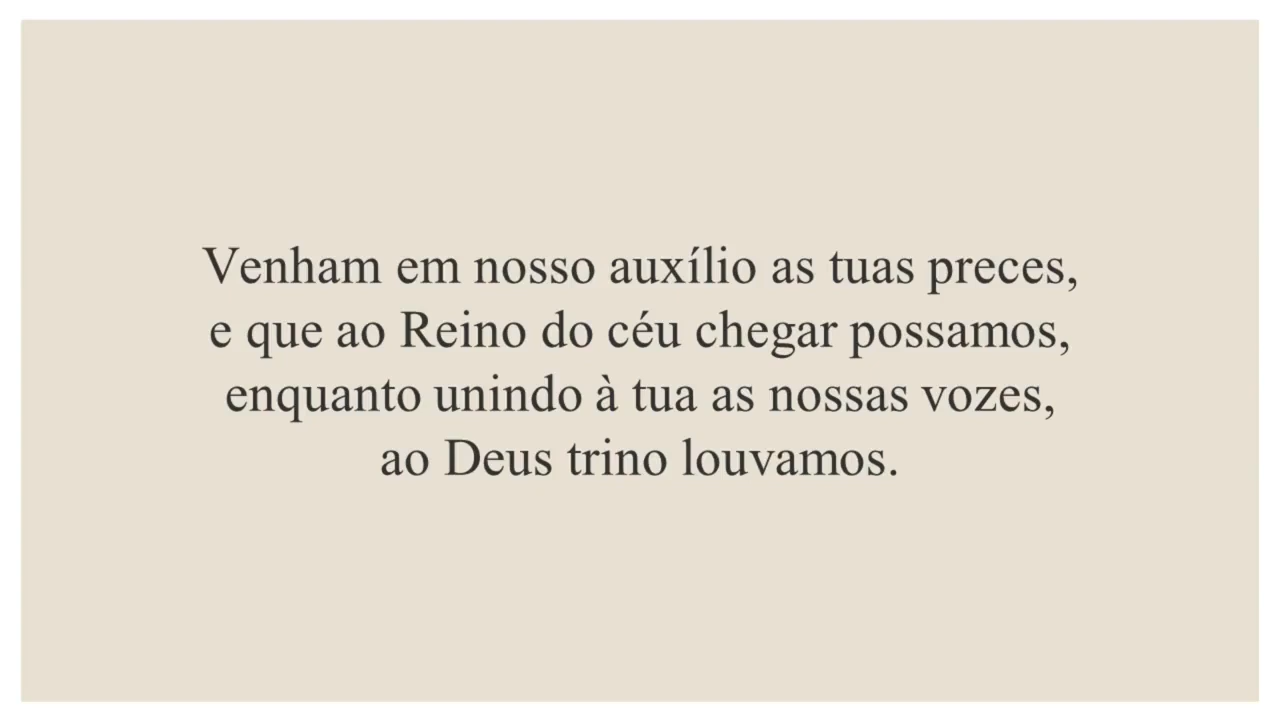 Venham em nosso auxílio as tuas preces,
e que ao Reino do céu chegar possamos,
enquanto unindo à tua as nossas vozes,
ao Deus trino louvamos.